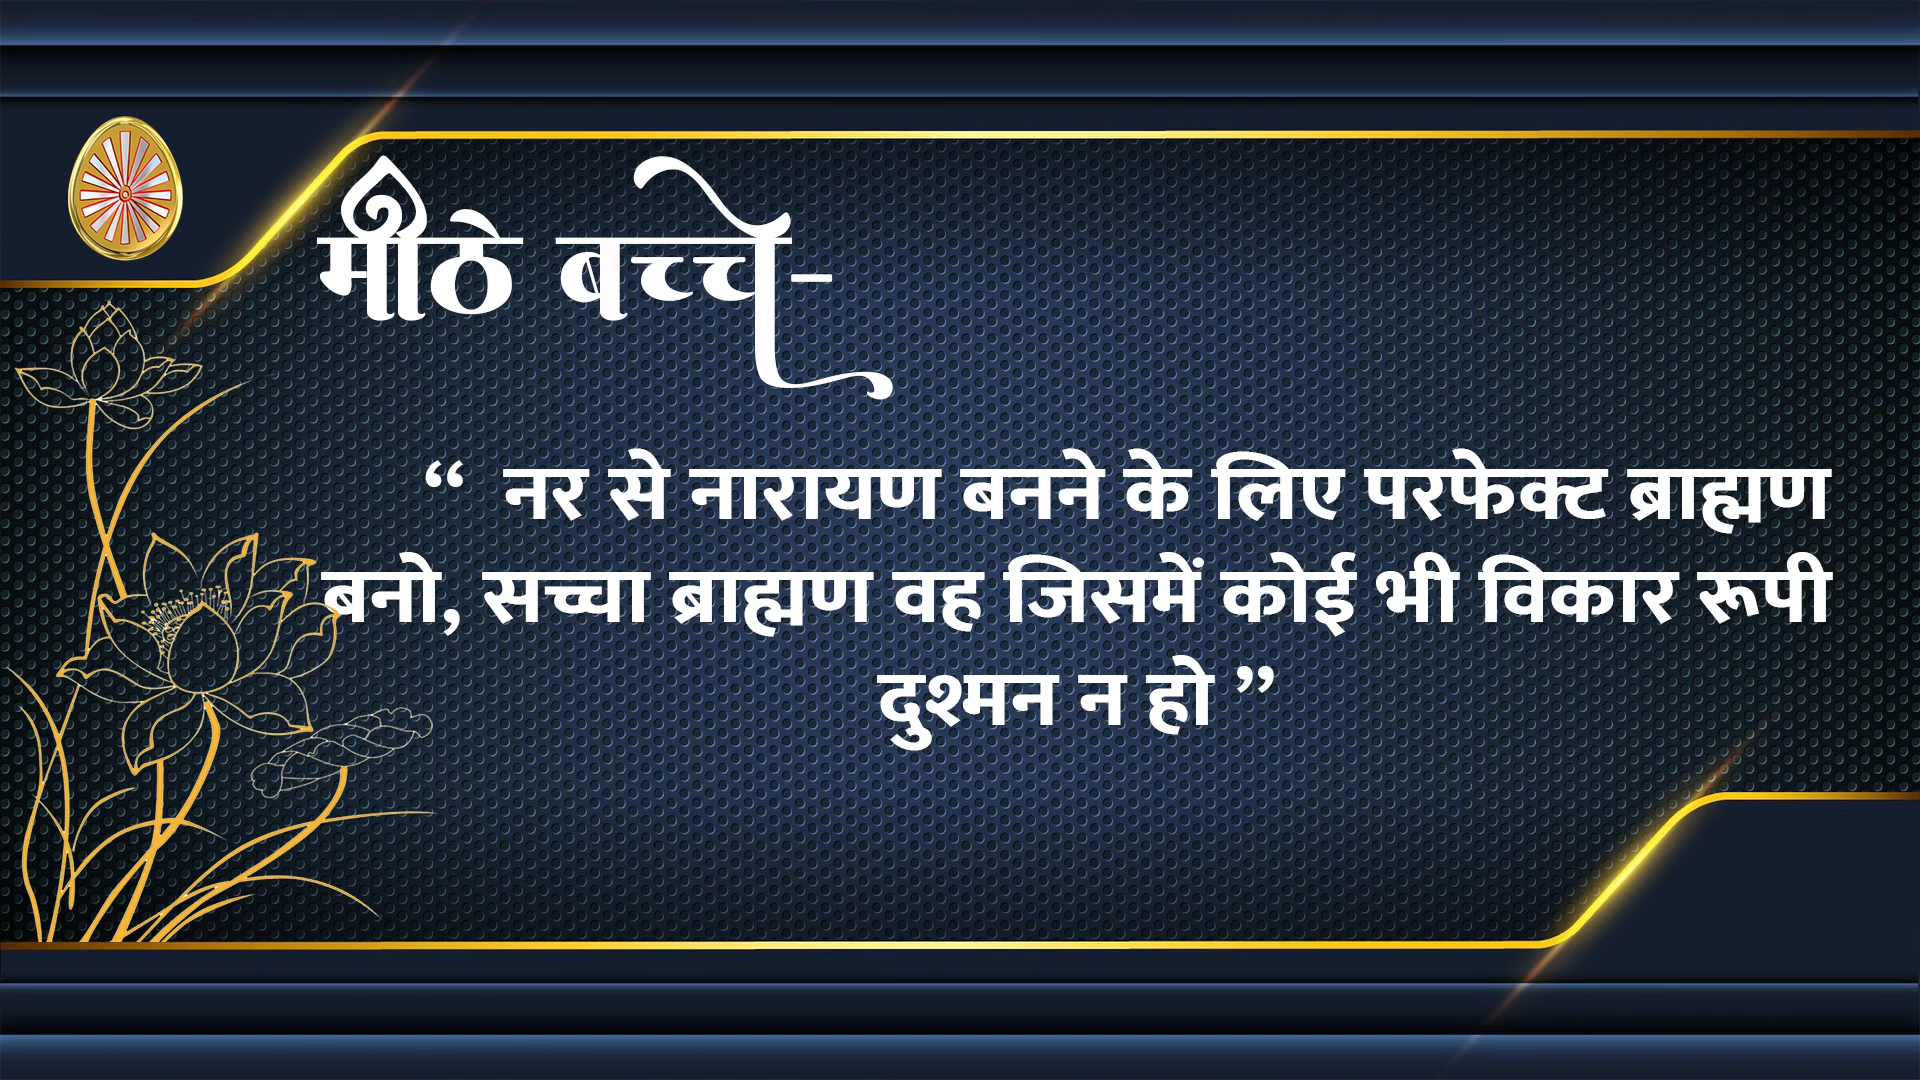 मीठे बच्चे-
“ नर से नारायण बनने के लिए परफेक्ट ब्राह्मण
बनो, सच्चा ब्राह्मण वह जिसमें कोई भी विकार रूपी
दुश्मन न हो ”